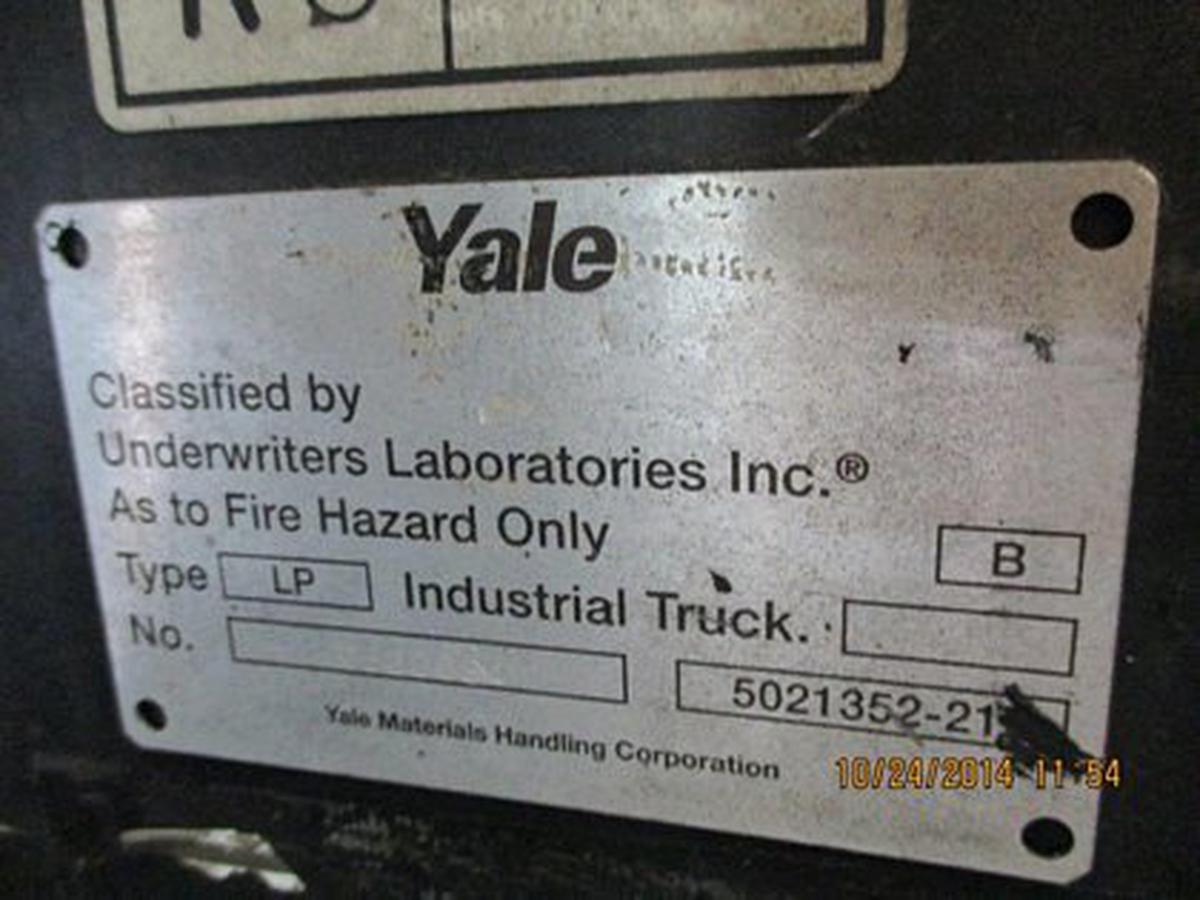 Yale
Classified by
Underwriters Laboratories Inc.®
As to Fire Hazard Only
B
Type LP Industrial Truck.
No.
5021352-21
Yale Materials Handling Corporation
10/24/2014 11:54